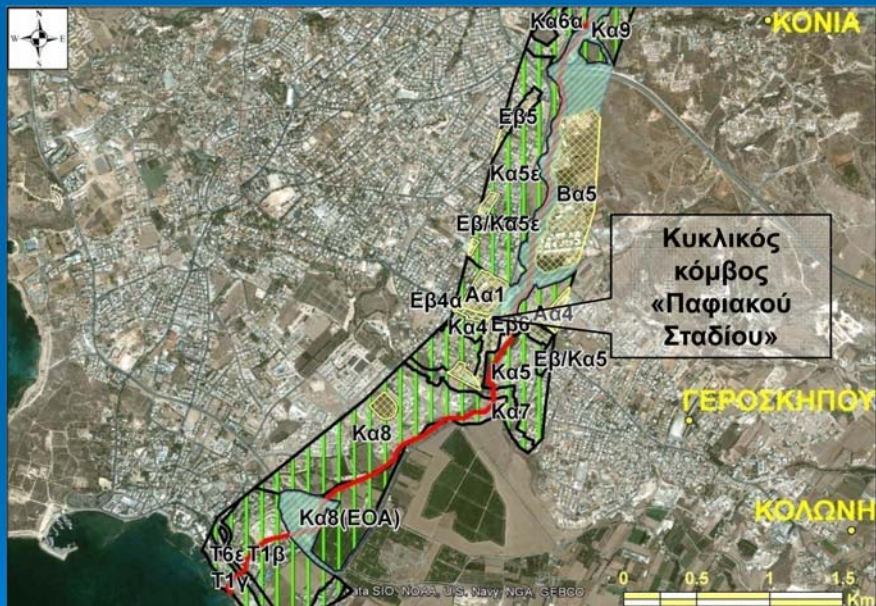 N
W E
S
Κα6α
Κα9
ΚΟΝΙΑ
Εβ5
Κα5ε
Βα5
Εβ/Κα5ε
Κυκλικός
κόμβος
«Παφιακού
Σταδίου»
Αα1
Εβ4α
Αα4
Κα4
Εβ6
Εβ/Κα5
Κα5
Κα7
ΓΕΡΟΣΚΗΠΟΥ
Κα8
Κα8(ΕΟΑ)
ΚΟΛΩΝΗ
Τ6ε Τ1β
Τ1γ
ata SIO, NOAA, U.S. Navy, NGA, GEBCO
0 0.5 1 1.5
Km